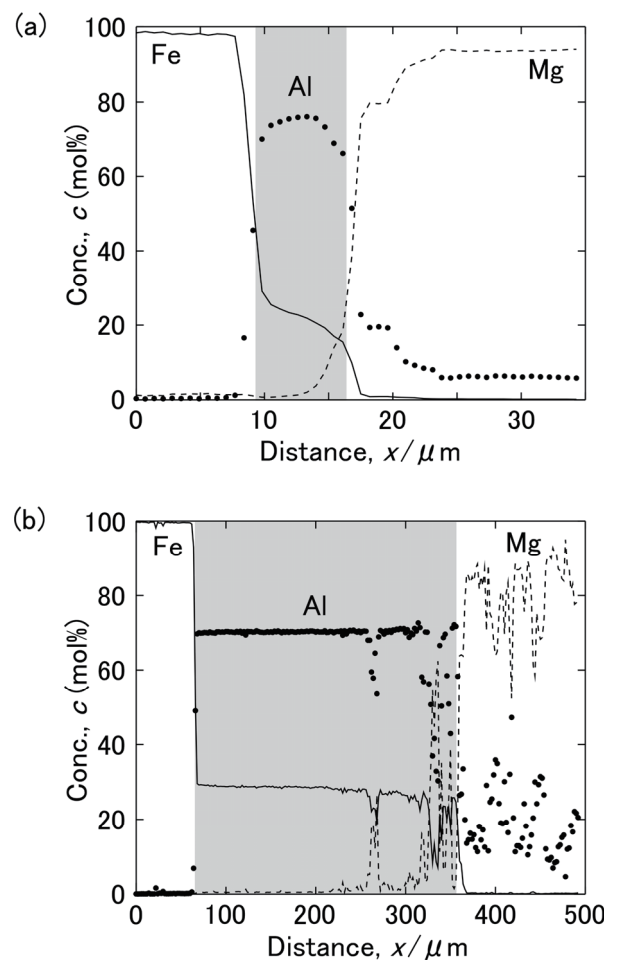 (a)
100
80
60
40
20
0
Conc., c (mol%)
Fe
Al
Mg
0 10 20 30
Distance, x/μm
(b)
100
80
60
40
20
0
Conc., c (mol%)
Fe
Al
Mg
0 100 200 300 400 500
Distance, x/μm